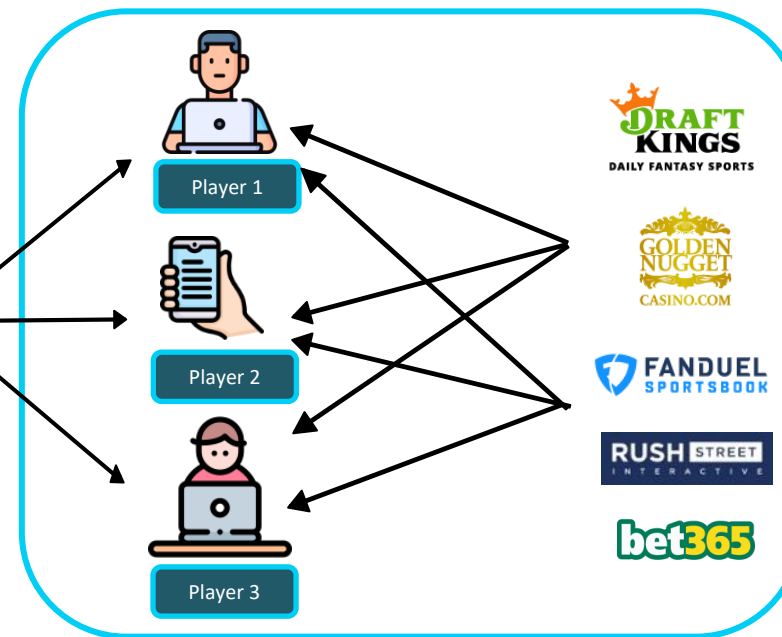 Player 1
Player 2
Player 3
DRAFT
KINGS
DAILY FANTASY SPORTS
GOLDEN
NUGGET
CASINO.COM
FANDUEL
SPORTSBOOK
RUSH STREET
INTERACTIVE
bet365